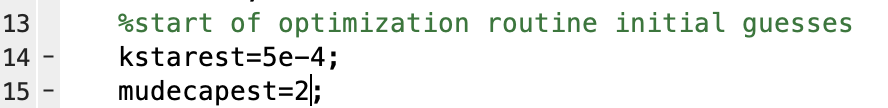 13 %start of optimization routine initial guesses
14 - kstarest=5e-4;
15 - mudecapest=2;